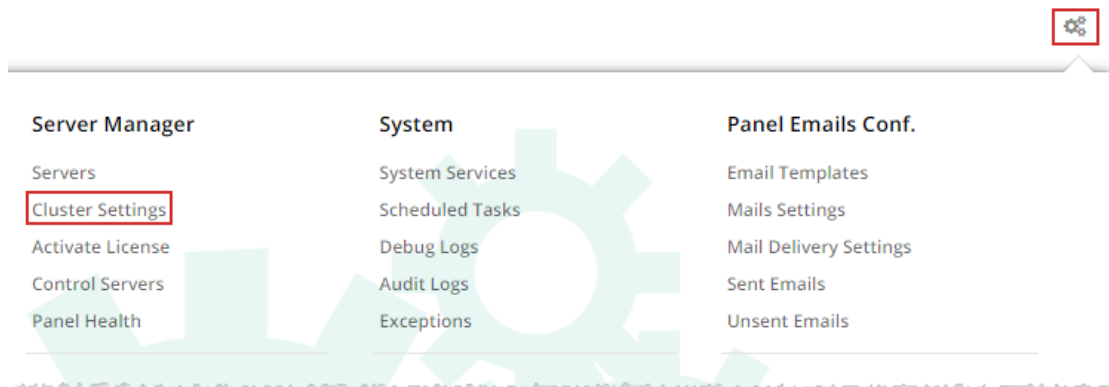 Server Manager
Servers
Cluster Settings
Activate License
Control Servers
Panel Health
System
System Services
Scheduled Tasks
Debug Logs
Audit Logs
Exceptions
Panel Emails Conf.
Email Templates
Mails Settings
Mail Delivery Settings
Sent Emails
Unsent Emails